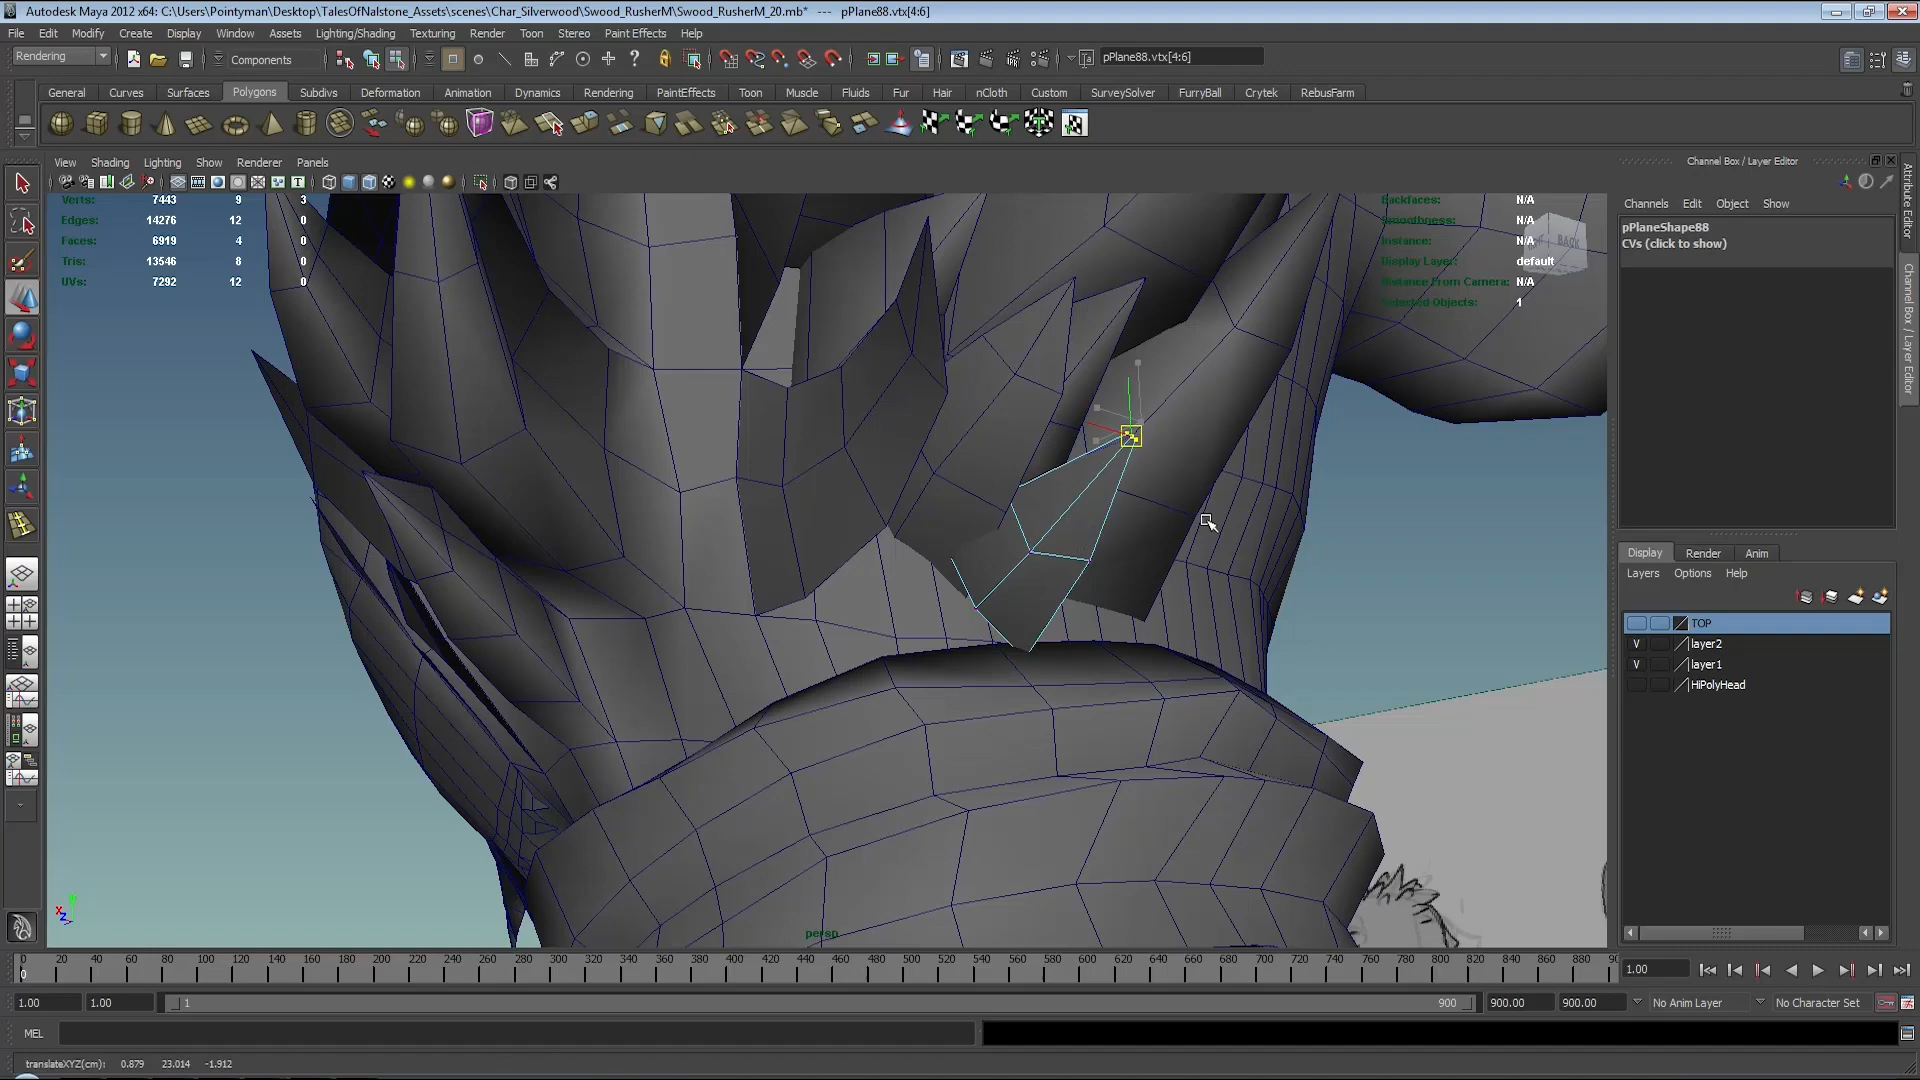 Autodesk Maya 2012 x64: C:\Users\Pointyman\Desktop\TalesOfNalstone_Assets\scenes\Char_Silverwood\Swood_RusherM\Swood_RusherM_20.mb* --- pPlane88.vtx[4:6]
File Edit Modify Create Display Window Assets Lighting/Shading Texturing Render Toon Stereo Paint Effects Help
Rendering Components pPlane88.vtx[4:6]
General Curves Surfaces Polygons Subdivs Deformation Animation Dynamics Rendering PaintEffects Toon Muscle Fluids Fur Hair nCloth Custom SurveySolver FurryBall Crytek RebusFarm
View Shading Lighting Show Renderer Panels
Channel Box / Layer Editor
Verts: 7443 9 3
Edges: 14276 12 0
Faces: 6919 4 0
Tris: 13546 8 0
UVs: 7292 12 0
Backfaces: N/A
Smoothness: N/A
Instance: N/A
Display Layer: default
Distance From Camera: N/A
Selected Objects: 1
BACK
Channels Edit Object Show
pPlaneShape88
CVs (click to show)
Attribute Editor
Channel Box / Layer Editor
Display Render Anim
Layers Options Help
TOP
V layer2
V layer1
HiPolyHead
persp
0 20 40 60 80 100 120 140 160 180 200 220 240 260 280 300 320 340 360 380 400 420 440 460 480 500 520 540 560 580 600 620 640 660 680 700 720 740 760 780 800 820 840 860 880 90
0
1.00
1.00 1.00 1 900 900.00 900.00 No Anim Layer No Character Set
MEL
translateXYZ(cm): 0.879 23.014 -1.912